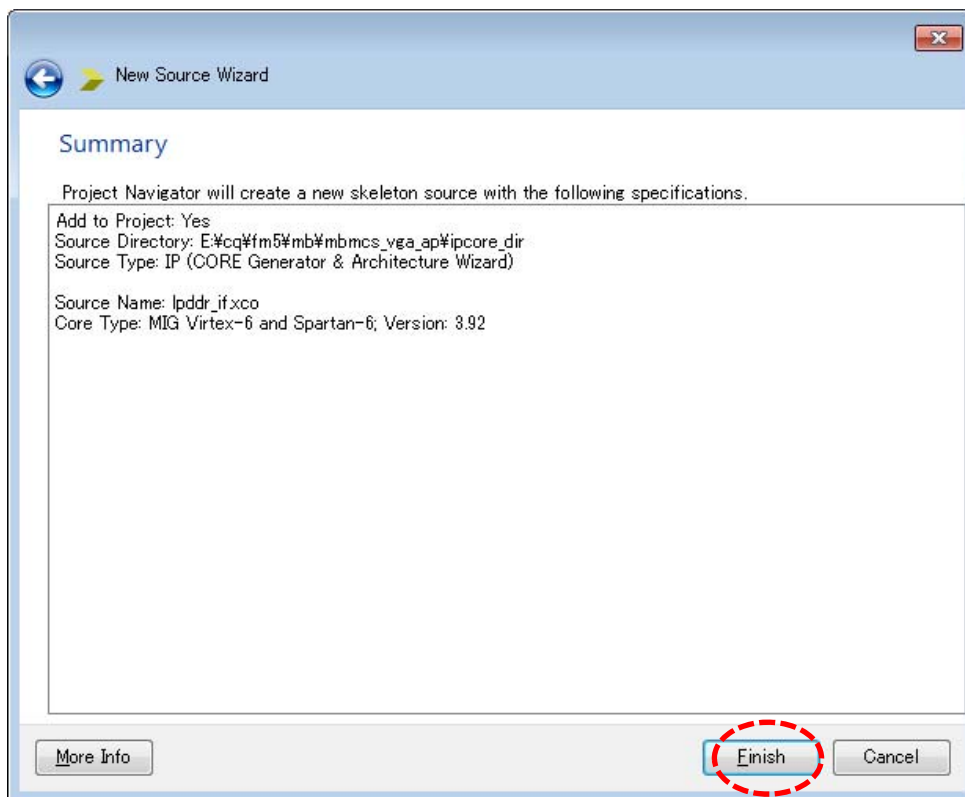 New Source Wizard
Summary
Project Navigator will create a new skeleton source with the following specifications.
Add to Project: Yes
Source Directory: E:¥cq¥fm5¥mb¥mbmcs_vga_ap¥ipcore_dir
Source Type: IP (CORE Generator & Architecture Wizard)
Source Name: lpddr_if.xco
Core Type: MIG Virtex-6 and Spartan-6; Version: 3.92
More Info
Finish
Cancel